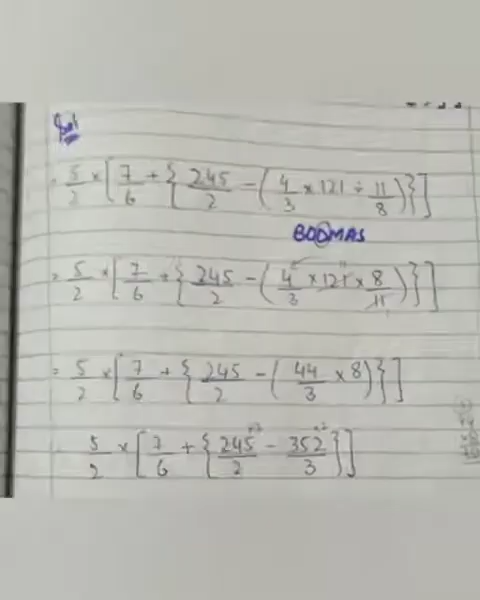 Sol
= 5/2 × [7/6 + {245/2 - (4/3 × 121 ÷ 11/8)}]
BODMAS
= 5/2 × [7/6 + {245/2 - (4/3 × 121 × 8/11)}]
= 5/2 × [7/6 + {245/2 - (44/3 × 8)}]
5/2 × [7/6 + {245/2 - 352/3}]